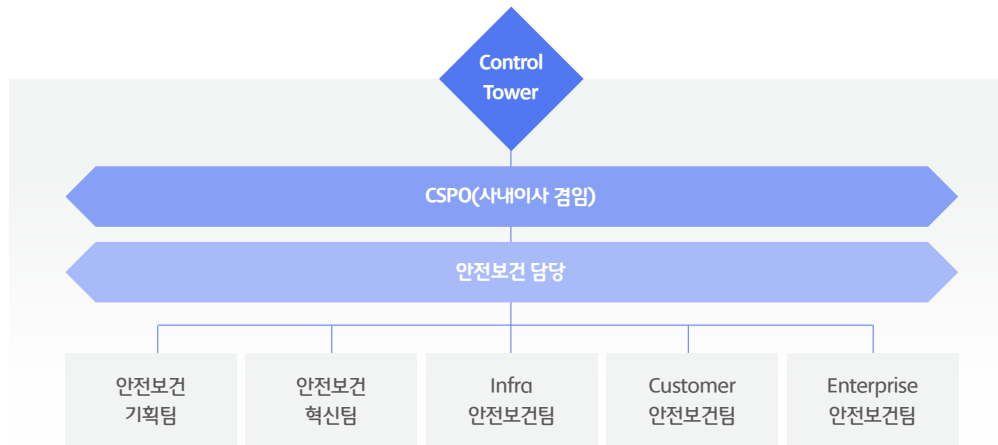 Control
Tower
CSPO(사내이사 겸임)
안전보건 담당
안전보건
기획팀
안전보건
혁신팀
Infra
안전보건팀
Customer
안전보건팀
Enterprise
안전보건팀